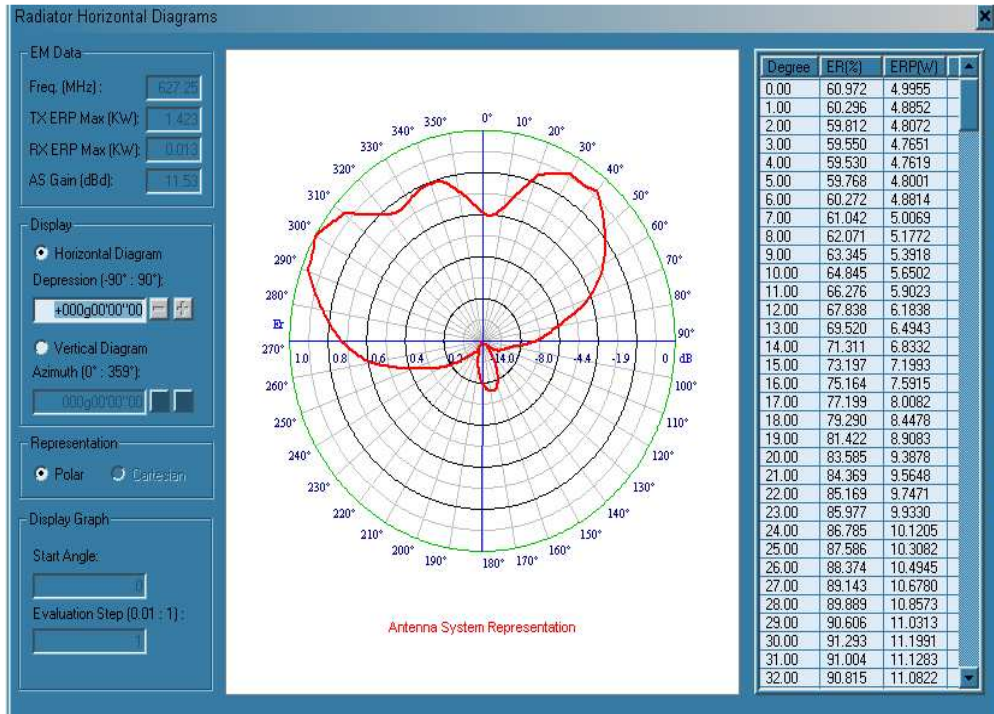 Radiator Horizontal Diagrams
EM Data
Freq. (MHz) : 627.25
TX ERP Max (KW): 1.423
RX ERP Max (KW): 0.013
AS Gain (dBd): 11.53
Display
Horizontal Diagram
Depression (-90° : 90°):
+000g00'00"00
Vertical Diagram
Azimuth (0° : 359°):
000g00'00"00
Representation
Polar Cartesian
Display Graph
Start Angle:
0
Evaluation Step (0.01 : 1) :
1
0°
350° 10°
340° 20°
330° 30°
320° 40°
310° 50°
300° 60°
290° 70°
280° 80°
Er
270° 90°
1.0 0.8 0.6 0.4 0.2 -14.0 -8.0 -4.4 -1.9 0 dB
260° 100°
250° 110°
240° 120°
230° 130°
220° 140°
210° 150°
200° 160°
190° 170°
180°
Antenna System Representation
Degree ER(%) ERP(W)
0.00 60.972 4.9955
1.00 60.296 4.8852
2.00 59.812 4.8072
3.00 59.550 4.7651
4.00 59.530 4.7619
5.00 59.768 4.8001
6.00 60.272 4.8814
7.00 61.042 5.0069
8.00 62.071 5.1772
9.00 63.345 5.3918
10.00 64.845 5.6502
11.00 66.276 5.9023
12.00 67.838 6.1838
13.00 69.520 6.4943
14.00 71.311 6.8332
15.00 73.197 7.1993
16.00 75.164 7.5915
17.00 77.199 8.0082
18.00 79.290 8.4478
19.00 81.422 8.9083
20.00 83.585 9.3878
21.00 84.369 9.5648
22.00 85.169 9.7471
23.00 85.977 9.9330
24.00 86.785 10.1205
25.00 87.586 10.3082
26.00 88.374 10.4945
27.00 89.143 10.6780
28.00 89.889 10.8573
29.00 90.606 11.0313
30.00 91.293 11.1991
31.00 91.004 11.1283
32.00 90.815 11.0822